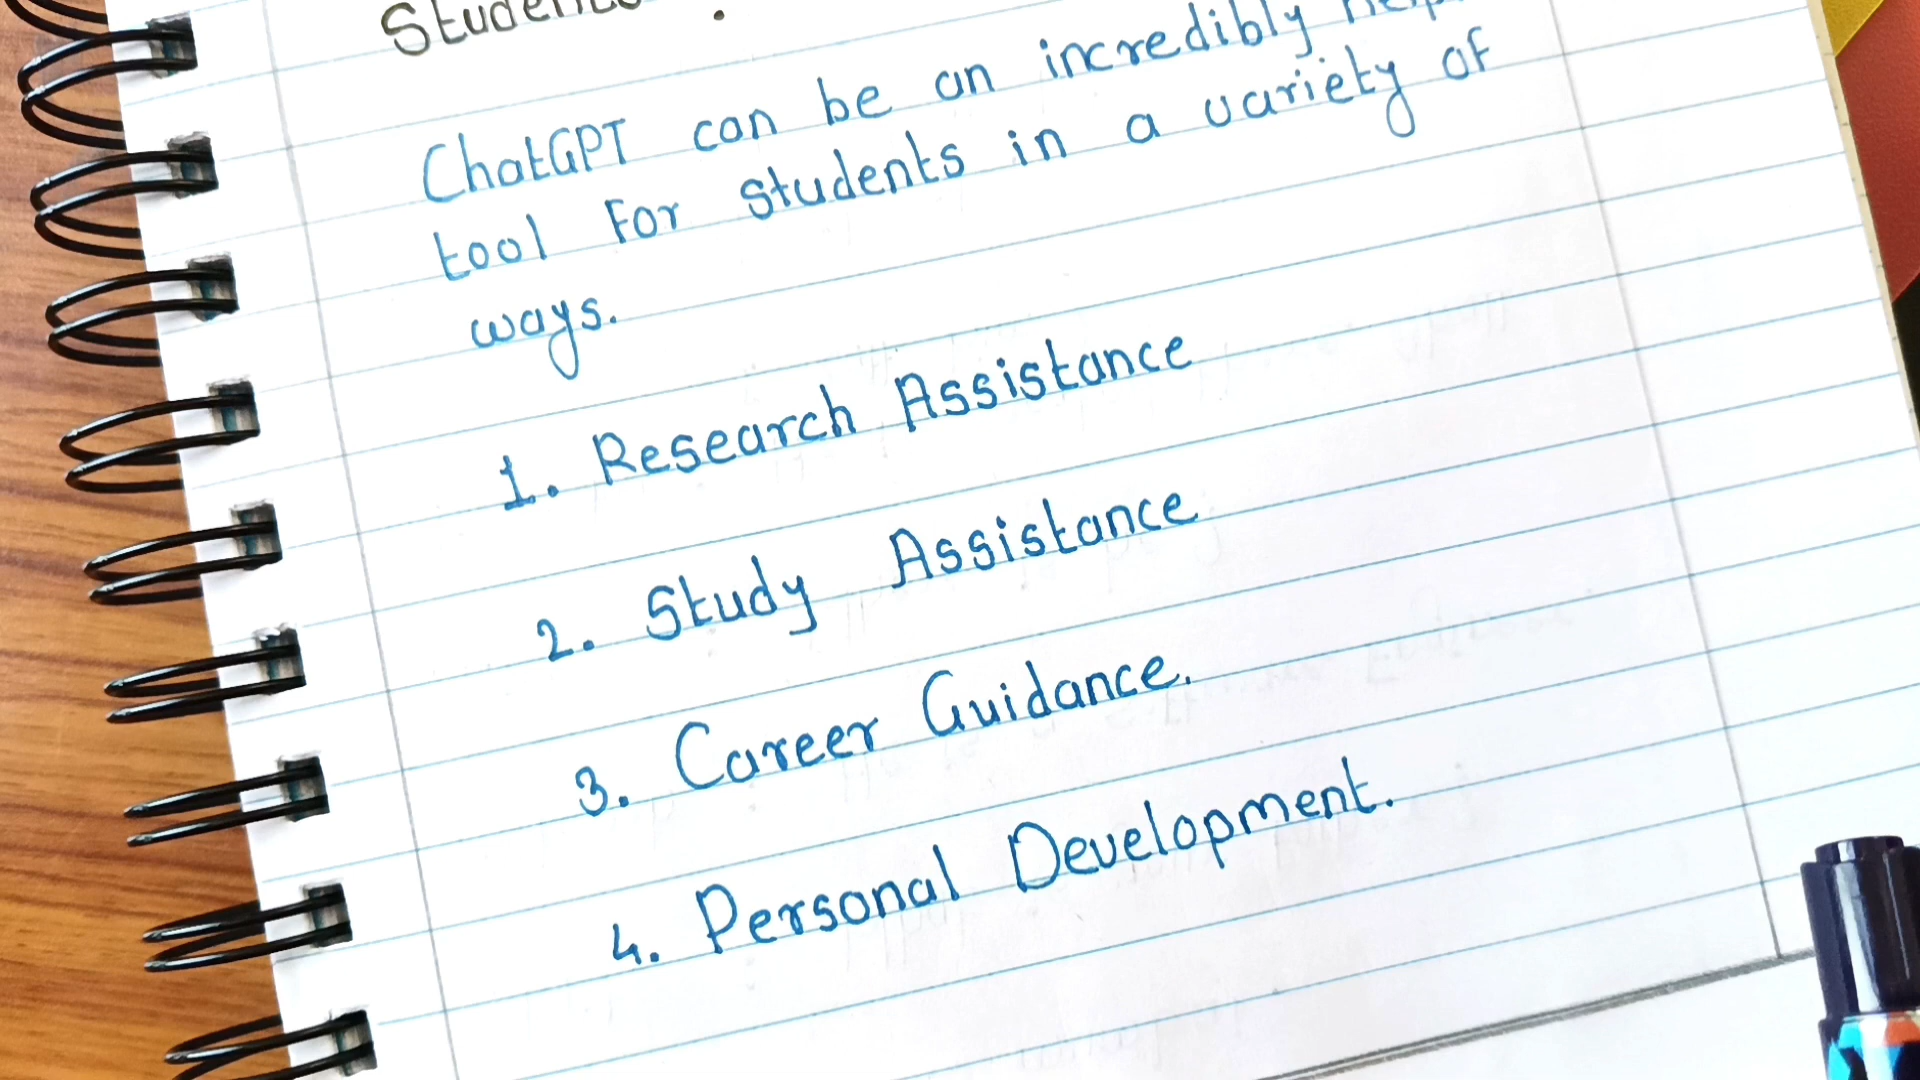 Students
ChatGPT can be an incredibly
tool For students in a variety of
ways.
1. Research Assistance
2. Study Assistance
3. Career Guidance.
4. Personal Development.